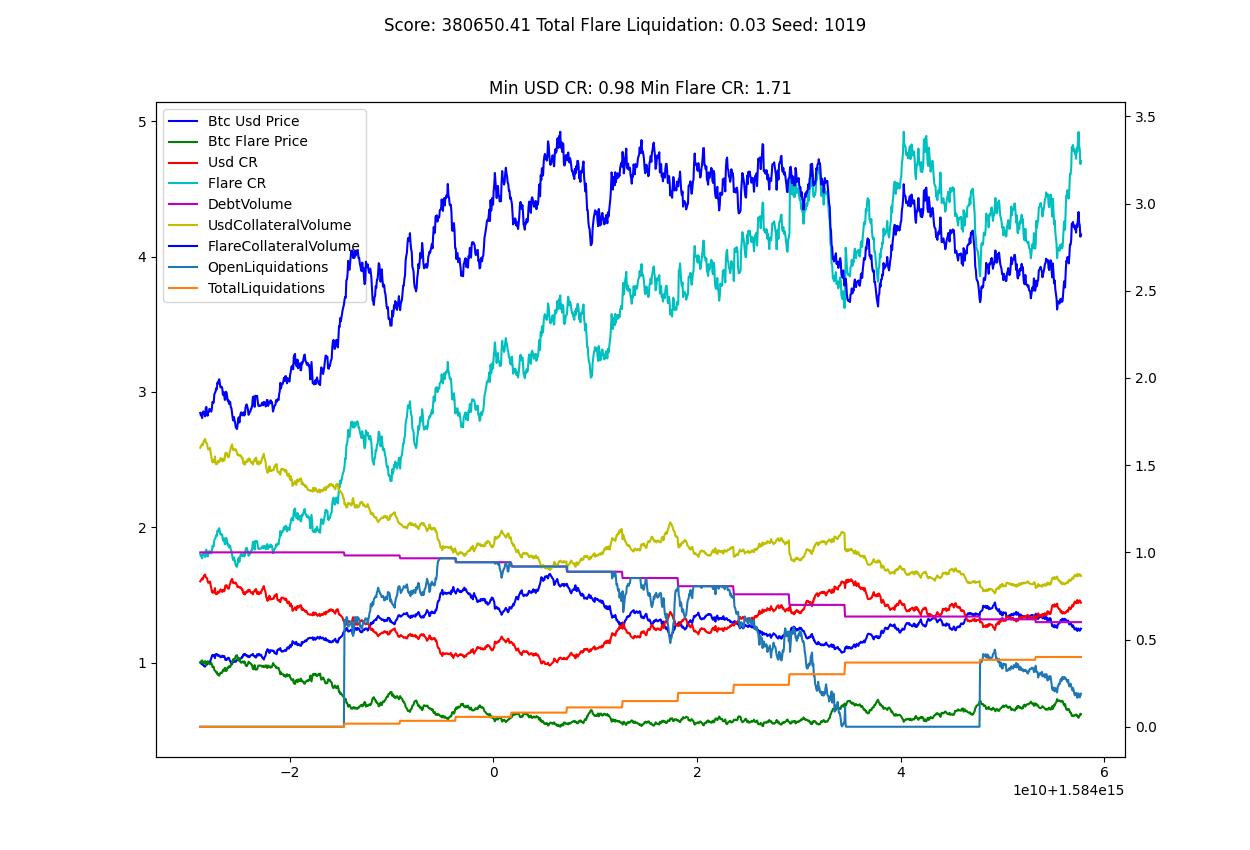 Score: 380650.41 Total Flare Liquidation: 0.03 Seed: 1019
Min USD CR: 0.98 Min Flare CR: 1.71
Btc Usd Price
Btc Flare Price
Usd CR
Flare CR
DebtVolume
UsdCollateralVolume
FlareCollateralVolume
OpenLiquidations
TotalLiquidations
5
4
3
2
1
3.5
3.0
2.5
2.0
1.5
1.0
0.5
0.0
−2 0 2 4 6
1e10+1.584e15